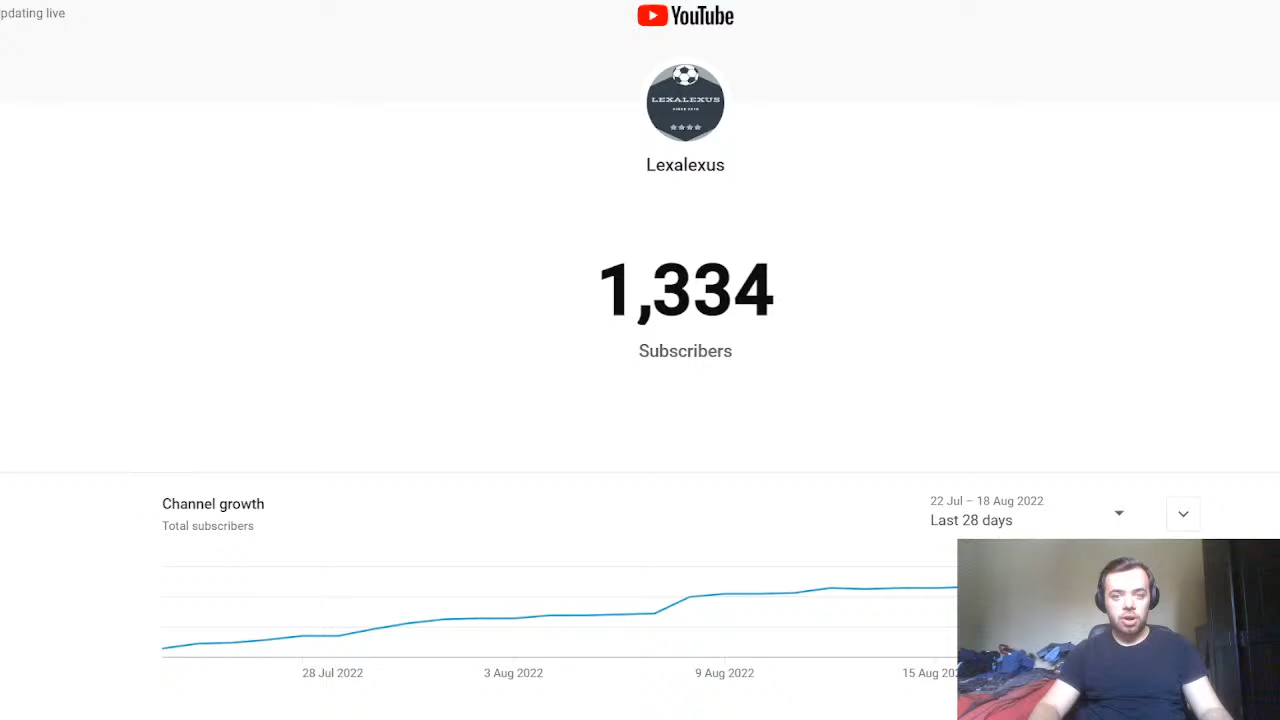 pdating live
YouTube
LEXALEXUS
Lexalexus
1,334
Subscribers
Channel growth
Total subscribers
22 Jul – 18 Aug 2022
Last 28 days
28 Jul 2022
3 Aug 2022
9 Aug 2022
15 Aug 20